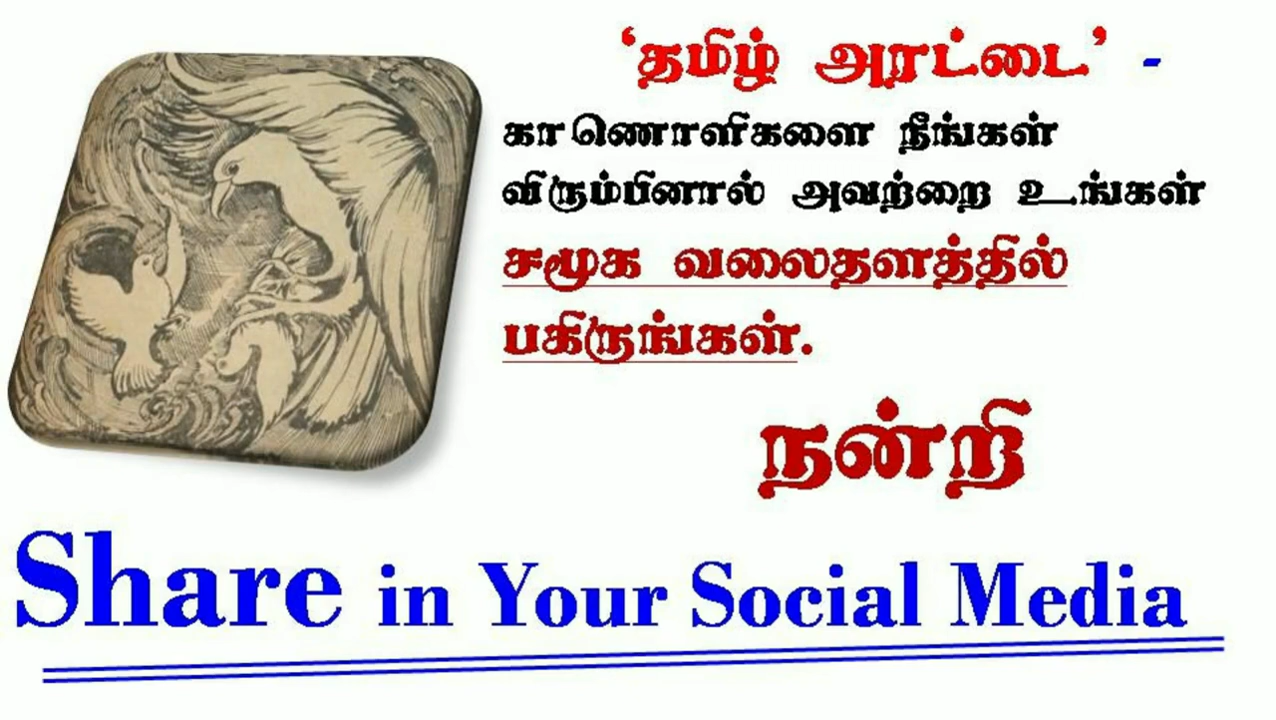 ‘தமிழ் அரட்டை’ -
காணொளிகளை நீங்கள்
விரும்பினால் அவற்றை உங்கள்
சமூக வலைதளத்தில்
பகிருங்கள்.
நன்றி
Share in Your Social Media